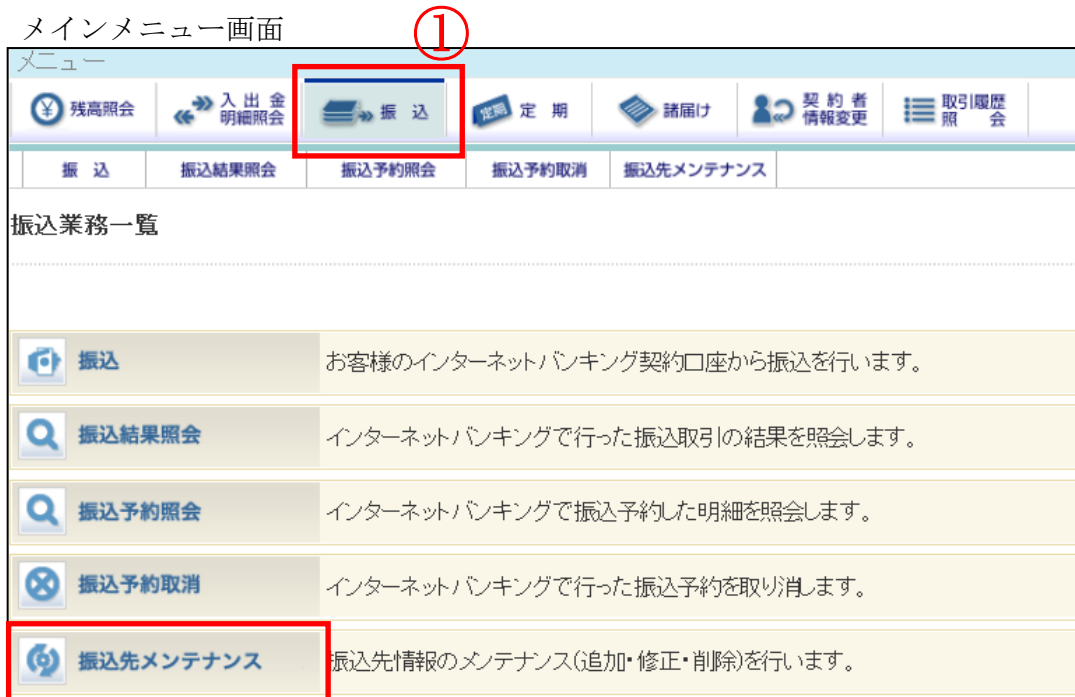 メインメニュー画面
①
メニュー
残高照会
入出金
明細照会
振込
定期
定期
諸届け
契約者
情報変更
取引履歴
照会
振込
振込結果照会
振込予約照会
振込予約取消
振込先メンテナンス
振込業務一覧
振込
お客様のインターネットバンキング契約口座から振込を行います。
振込結果照会
インターネットバンキングで行った振込取引の結果を照会します。
振込予約照会
インターネットバンキングで振込予約した明細を照会します。
振込予約取消
インターネットバンキングで行った振込予約を取り消します。
振込先メンテナンス
振込先情報のメンテナンス(追加・修正・削除)を行います。